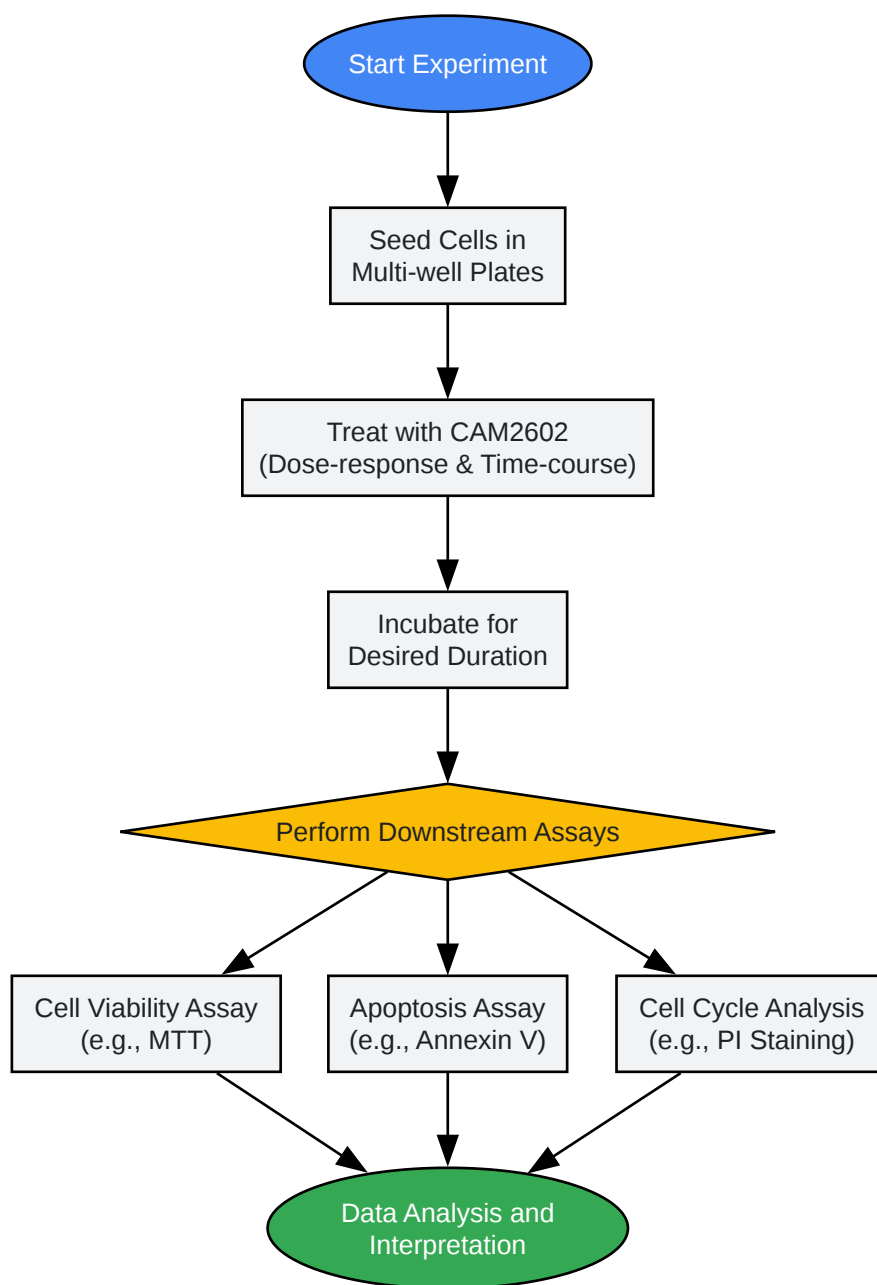 Start Experiment
Seed Cells in
Multi-well Plates
Treat with CAM2602
(Dose-response & Time-course)
Incubate for
Desired Duration
Perform Downstream Assays
Cell Viability Assay
(e.g., MTT)
Apoptosis Assay
(e.g., Annexin V)
Cell Cycle Analysis
(e.g., PI Staining)
Data Analysis and
Interpretation